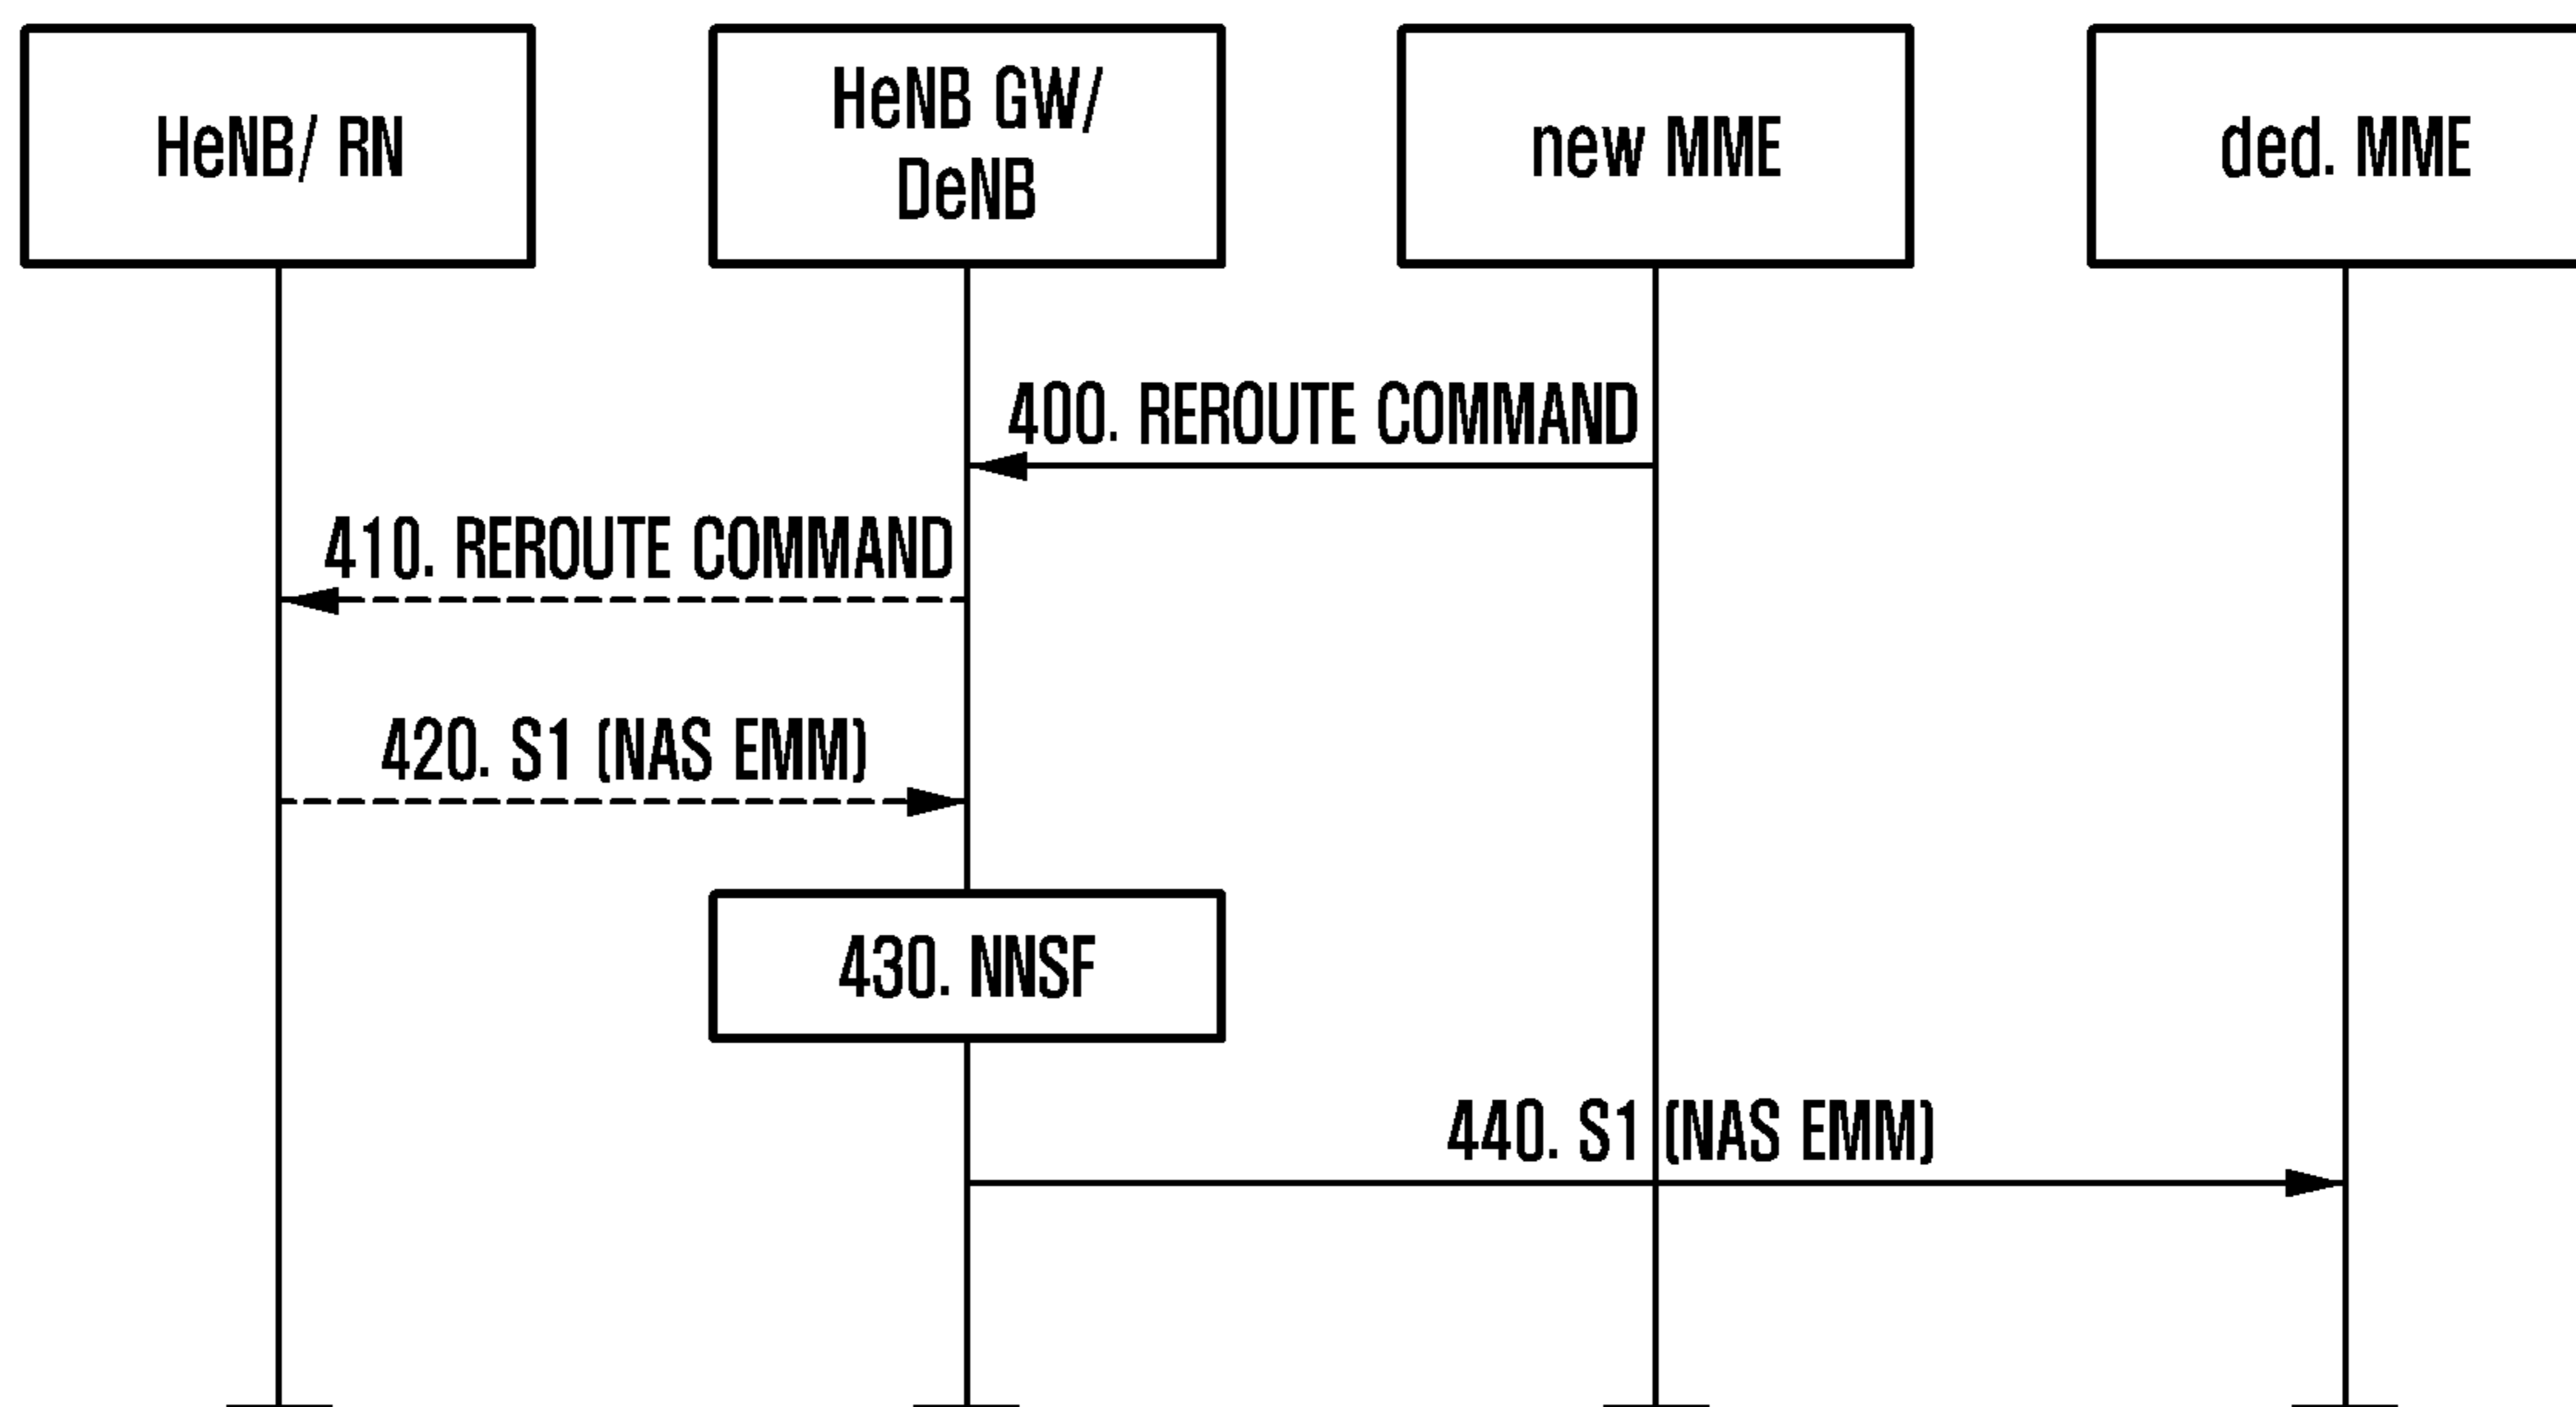 HeNB/ RN
HeNB GW/
DeNB
new MME
ded. MME
400. REROUTE COMMAND
410. REROUTE COMMAND
420. S1 (NAS EMM)
430. NNSF
440. S1 (NAS EMM)